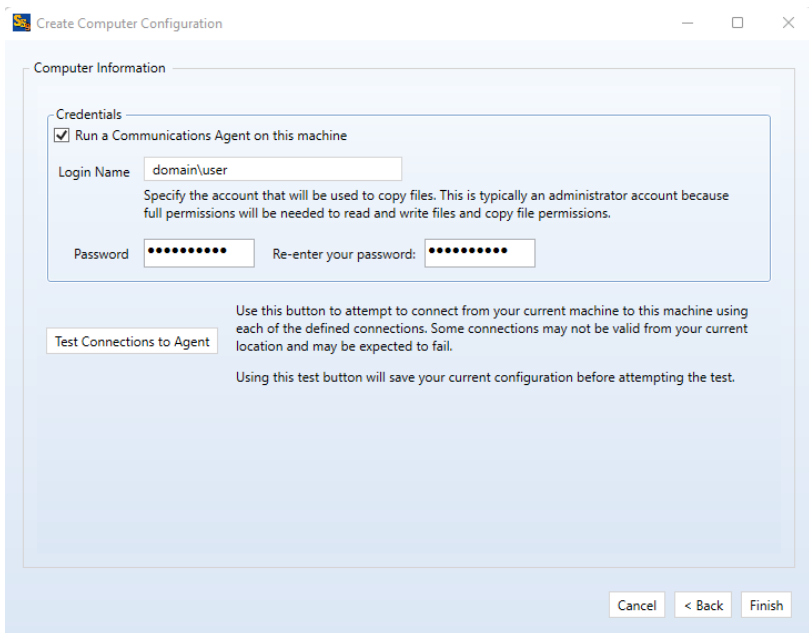 Create Computer Configuration
Computer Information
Credentials
Run a Communications Agent on this machine
Login Name domain\user
Specify the account that will be used to copy files. This is typically an administrator account because
full permissions will be needed to read and write files and copy file permissions.
Password ●●●●●●●●●● Re-enter your password: ●●●●●●●●●●
Use this button to attempt to connect from your current machine to this machine using
each of the defined connections. Some connections may not be valid from your current
location and may be expected to fail.
Test Connections to Agent
Using this test button will save your current configuration before attempting the test.
Cancel < Back Finish